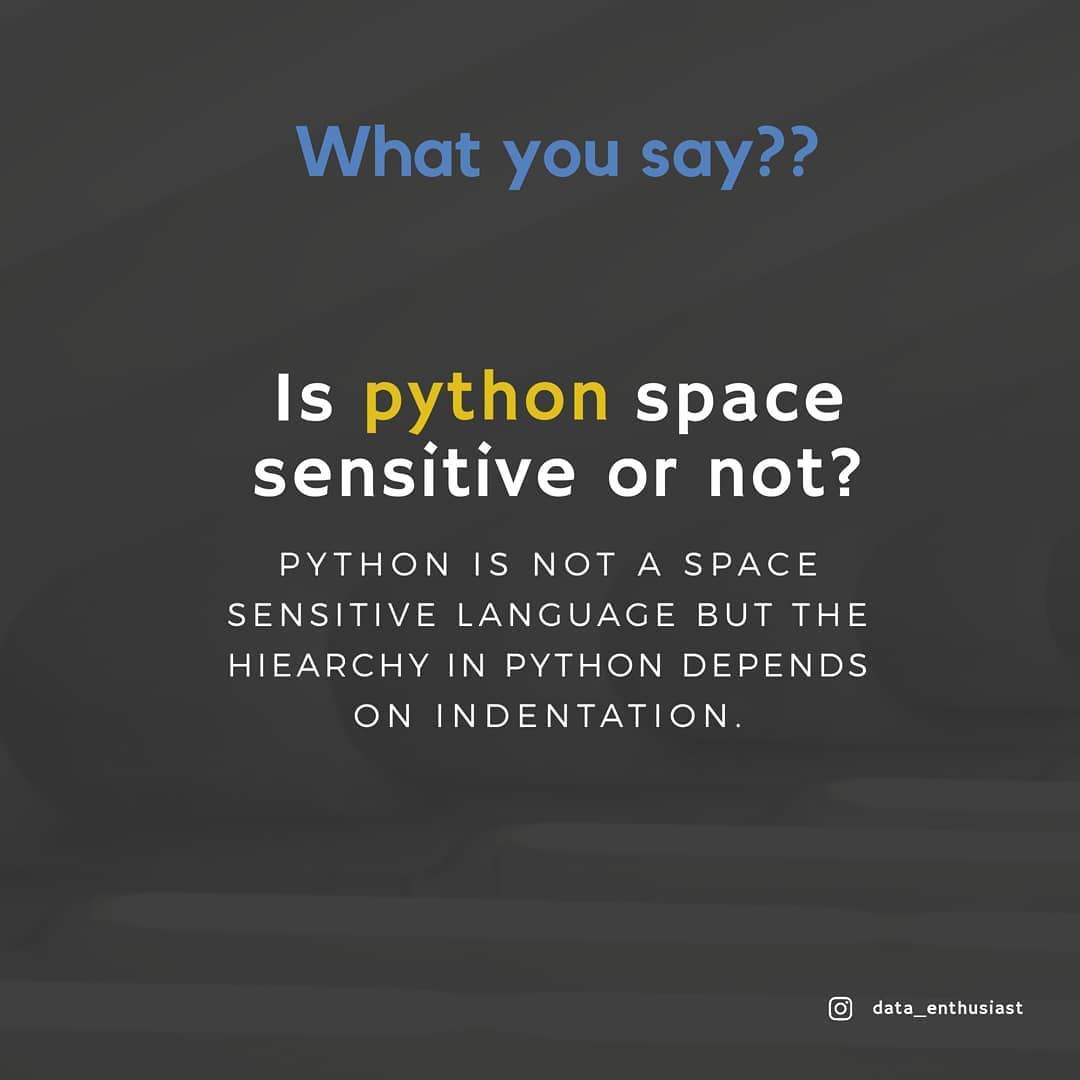 What you say??
Is python space
sensitive or not?
PYTHON IS NOT A SPACE
SENSITIVE LANGUAGE BUT THE
HIEARCHY IN PYTHON DEPENDS
ON INDENTATION.
data_enthusiast